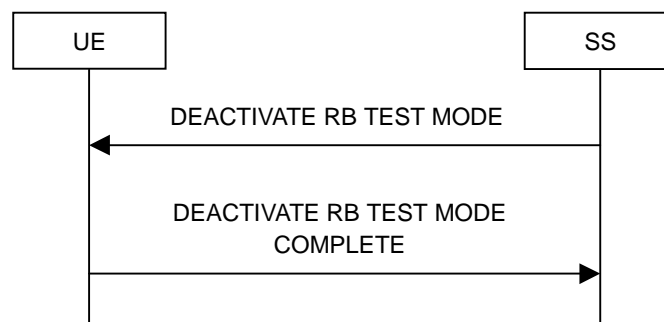 UE
SS
DEACTIVATE RB TEST MODE
DEACTIVATE RB TEST MODE
COMPLETE